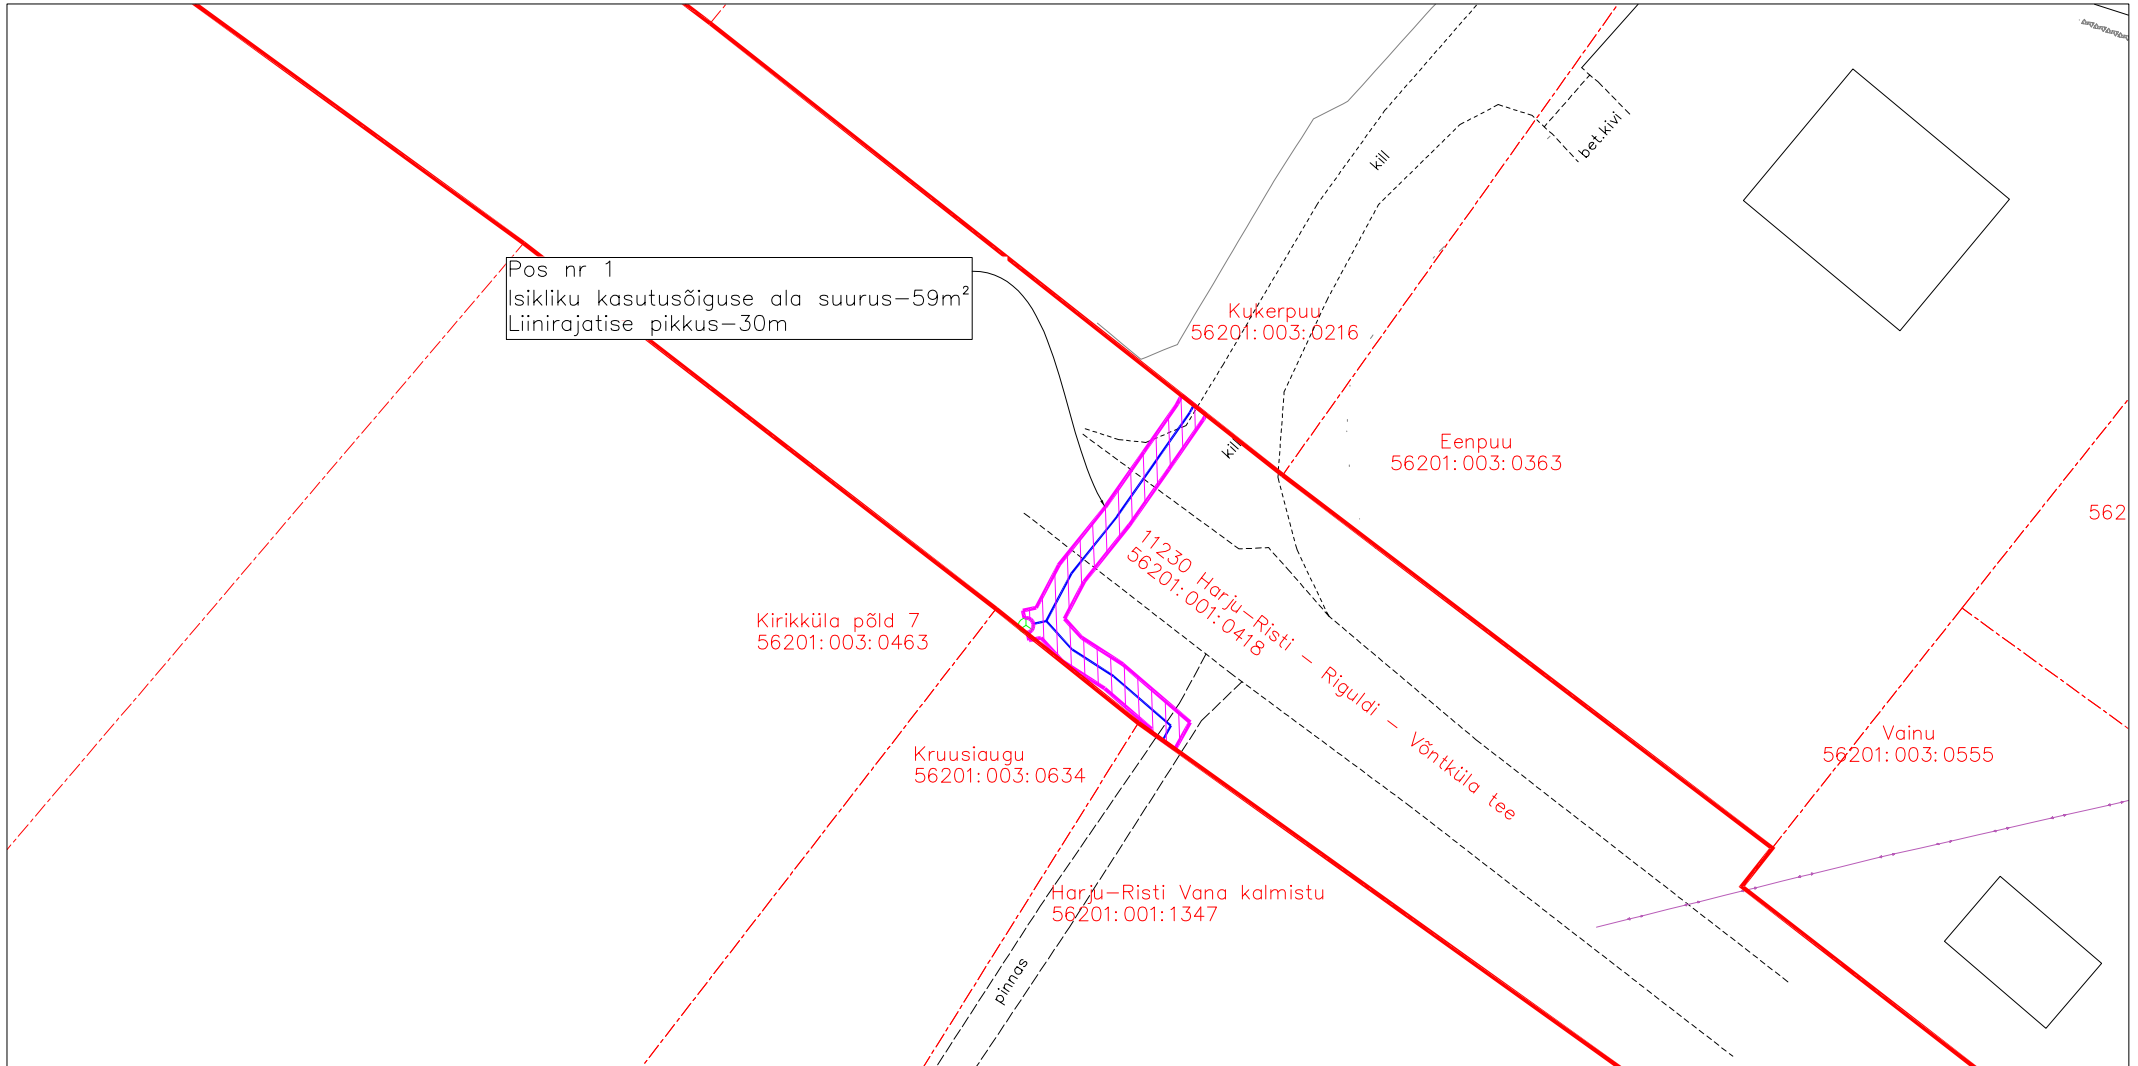 Pos nr 1
Isikliku kasutusõiguse ala suurus-59m²
Liinirajatise pikkus-30m
kill
bet.kivi
Kukerpuu
56201:003:0216
kill
Eenpuu
56201:003:0363
562
11230 Harju-Risti - Riguldi - Võntküla tee
56201:001:0418
Kirikküla põld 7
56201:003:0463
Kruusiaugu
56201:003:0634
Vainu
56201:003:0555
Harju-Risti Vana kalmistu
56201:001:1347
pinnas